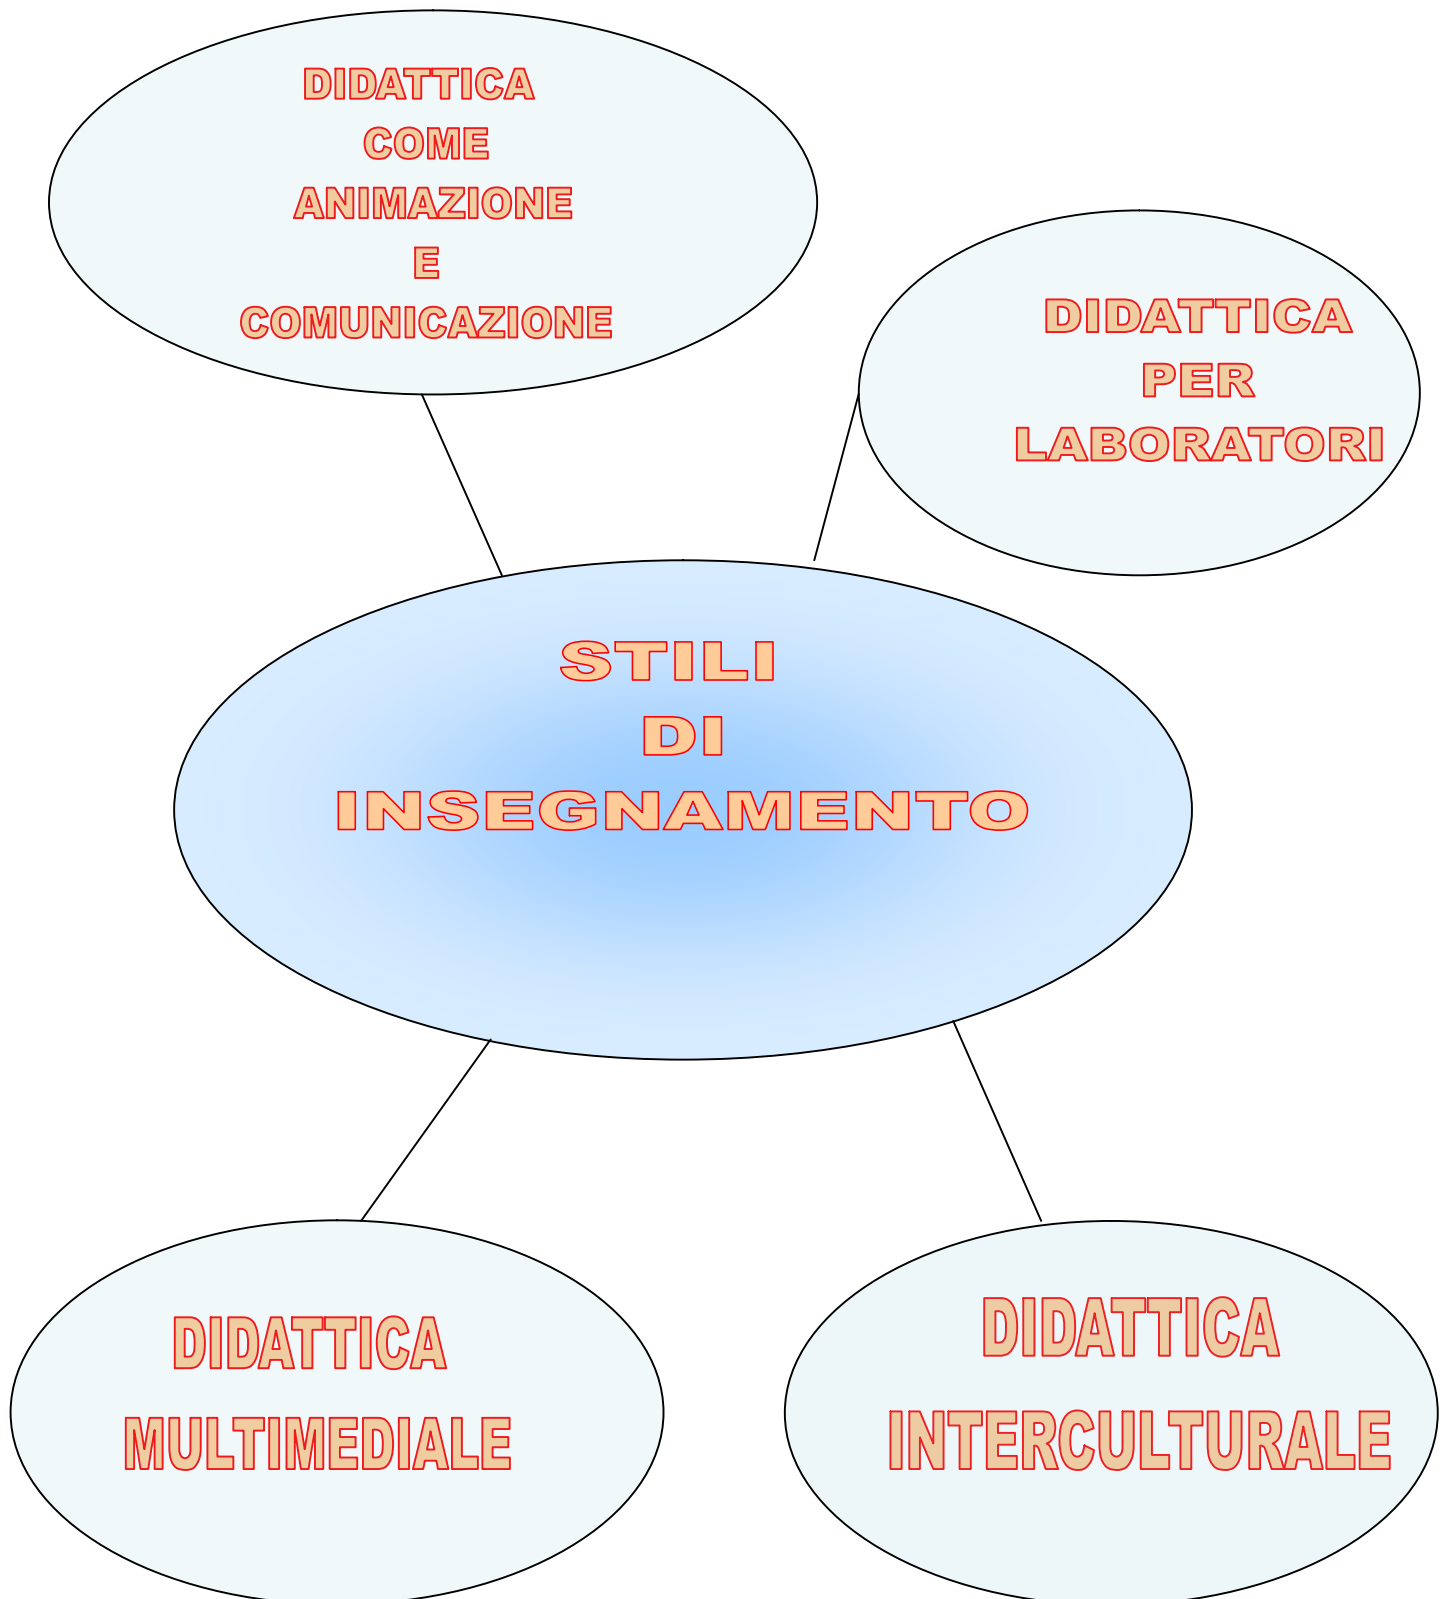 DIDATTICA
COME
ANIMAZIONE
E
COMUNICAZIONE
DIDATTICA
PER
LABORATORI
STILI
DI
INSEGNAMENTO
DIDATTICA
MULTIMEDIALE
DIDATTICA
INTERCULTURALE